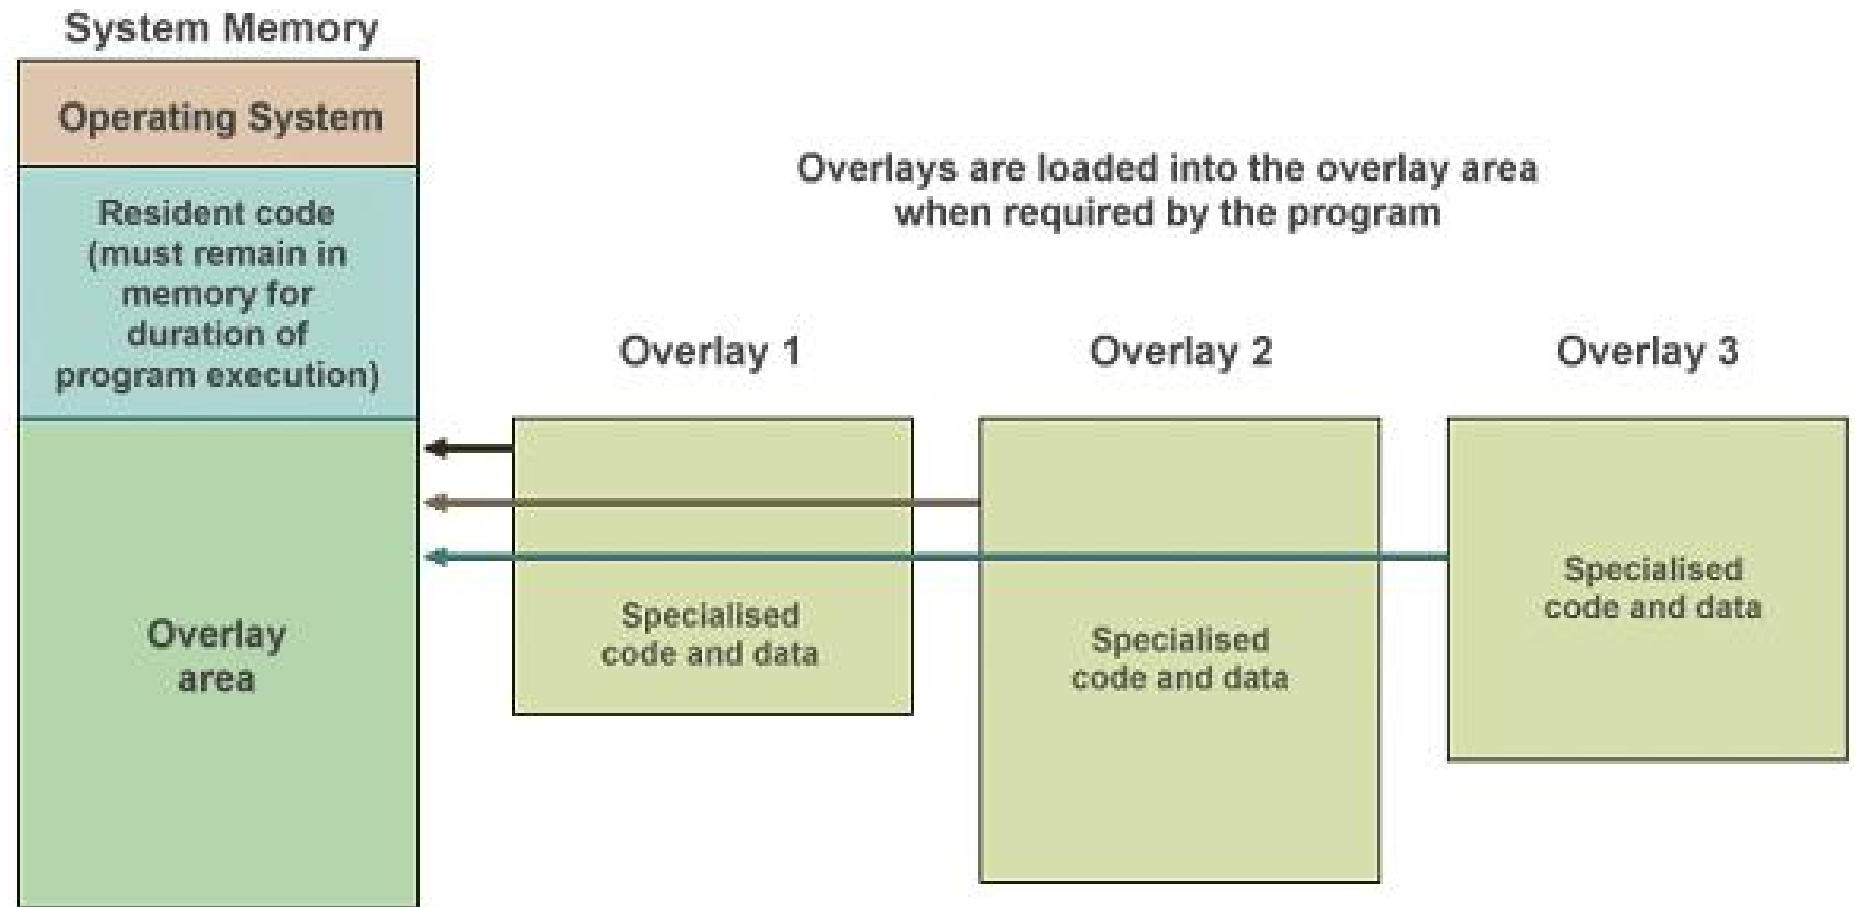 System Memory
Operating System
Resident code
(must remain in
memory for
duration of
program execution)
Overlay
area
Overlays are loaded into the overlay area
when required by the program
Overlay 1
Specialised
code and data
Overlay 2
Specialised
code and data
Overlay 3
Specialised
code and data